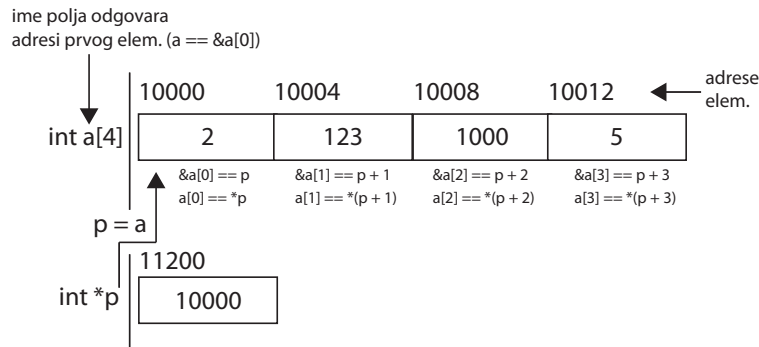 ime polja odgovara
adresi prvog elem. (a == &a[0])
10000 10004 10008 10012
adrese
elem.
int a[4] 2 123 1000 5
&a[0] == p &a[1] == p + 1 &a[2] == p + 2 &a[3] == p + 3
a[0] == *p a[1] == *(p + 1) a[2] == *(p + 2) a[3] == *(p + 3)
p = a
11200
int *p 10000